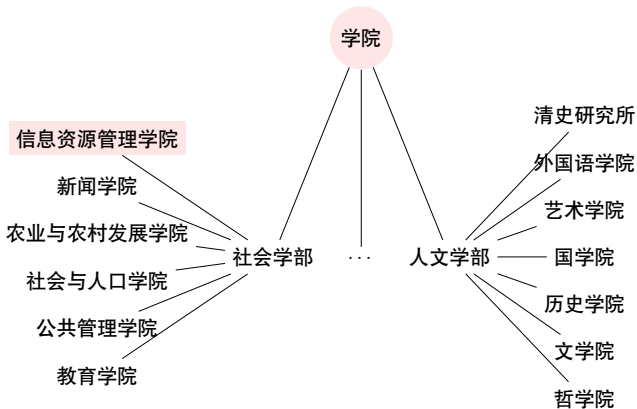 学院
信息资源管理学院
新闻学院
农业与农村发展学院
社会与人口学院
公共管理学院
教育学院
社会学部
···
人文学部
清史研究所
外国语学院
艺术学院
国学院
历史学院
文学院
哲学院